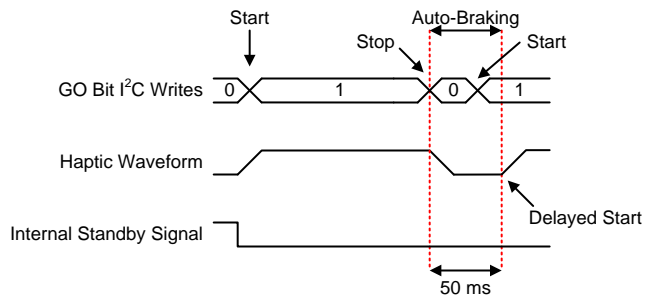 Auto-Braking
Start
Stop
Start
GO Bit I²C Writes
0
1
0
1
Haptic Waveform
Delayed Start
Internal Standby Signal
50 ms